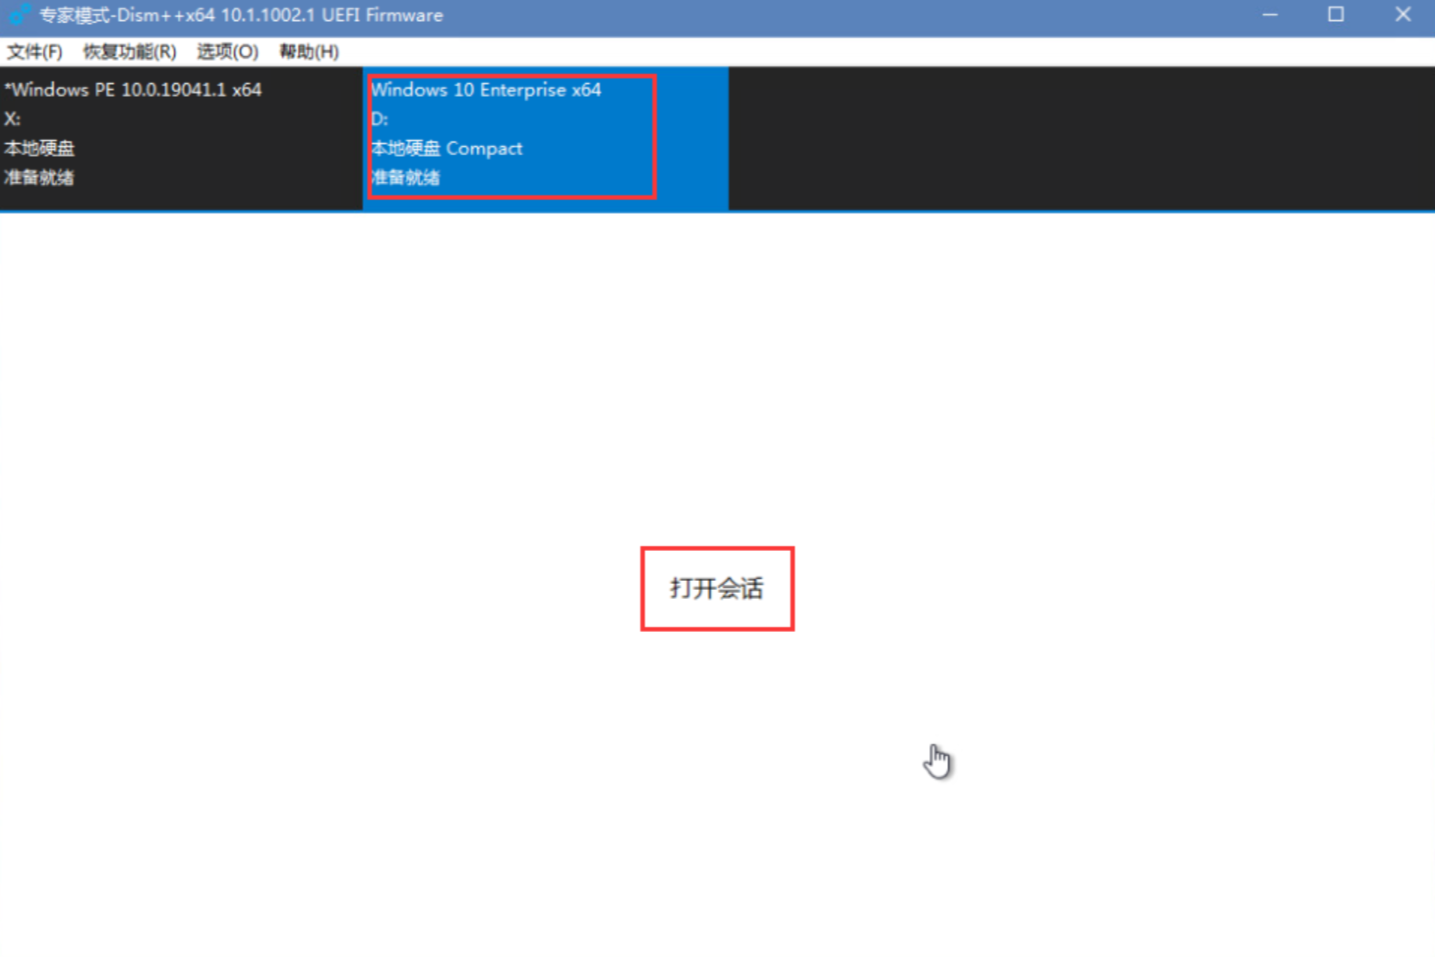 专家模式-Dism++x64 10.1.1002.1 UEFI Firmware
文件(F) 恢复功能(R) 选项(O) 帮助(H)
*Windows PE 10.0.19041.1 x64
X:
本地硬盘
准备就绪
Windows 10 Enterprise x64
D:
本地硬盘 Compact
准备就绪
打开会话